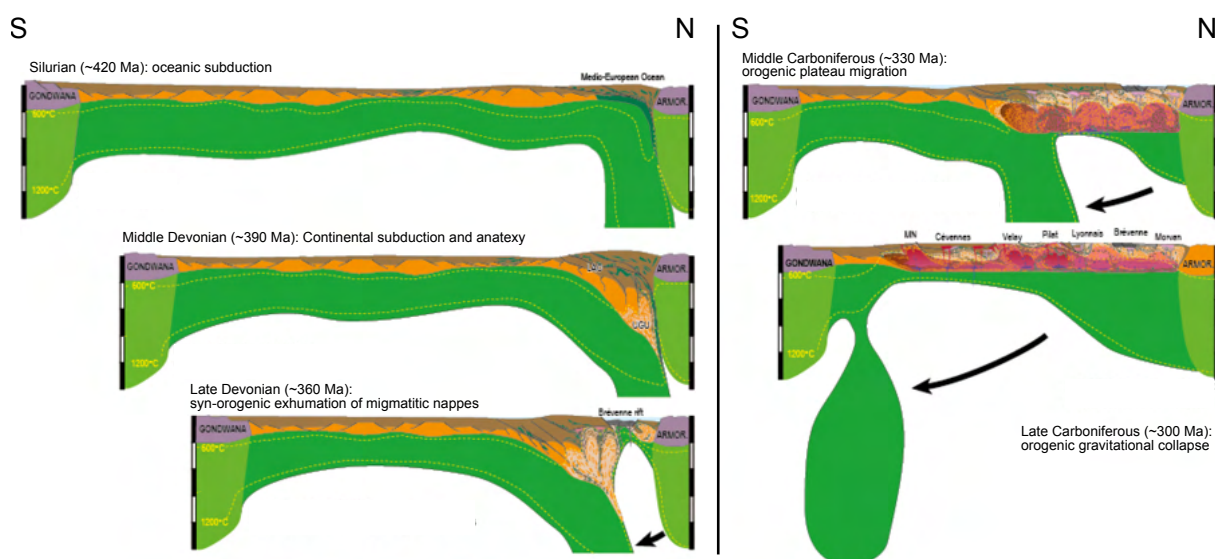 S
N
Silurian (~420 Ma): oceanic subduction
Medio-European Ocean
GONDWANA
ARMOR.
600°C
1200°C
Middle Devonian (~390 Ma): Continental subduction and anatexy
GONDWANA
UGU
ARMOR.
600°C
LGU
1200°C
Late Devonian (~360 Ma):
syn-orogenic exhumation of migmatitic nappes
Brévenne rift
GONDWANA
ARMOR.
600°C
1200°C
S
N
Middle Carboniferous (~330 Ma):
orogenic plateau migration
GONDWANA
ARMOR.
600°C
1200°C
MN Cévennes Velay Pilat Lyonnais Brévenne Morvan
GONDWANA
ARMOR.
600°C
1200°C
Late Carboniferous (~300 Ma):
orogenic gravitational collapse